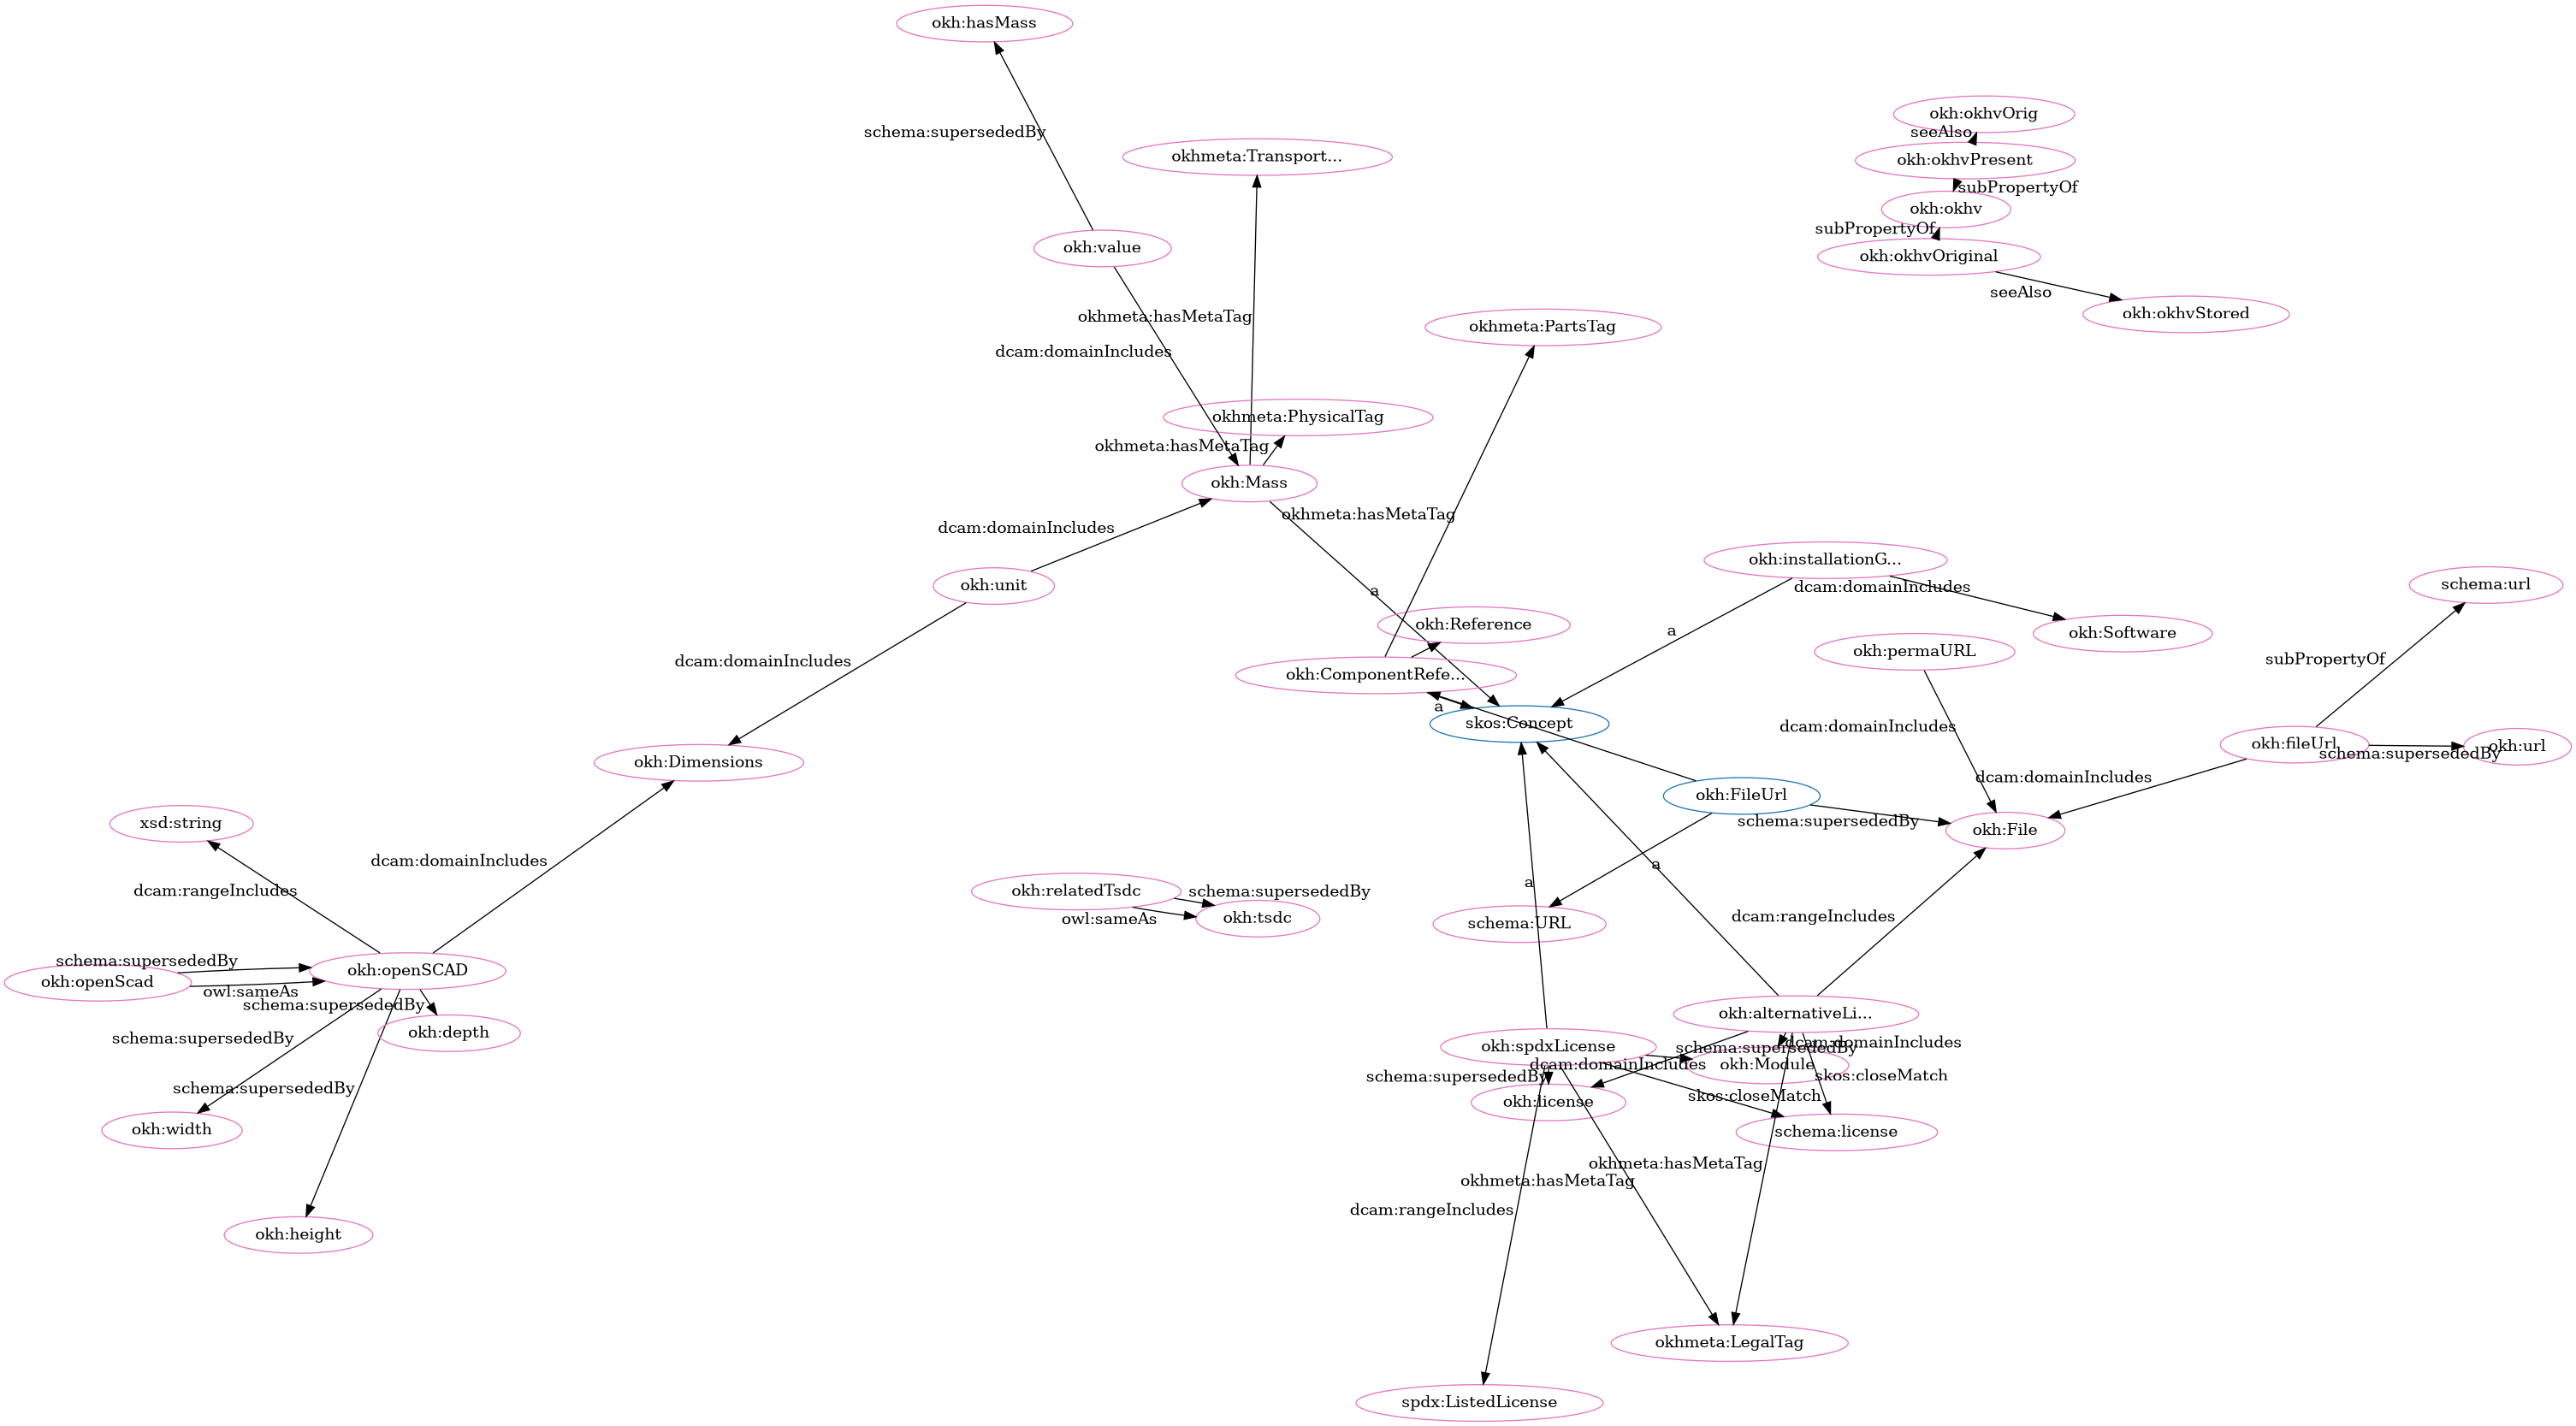 okh:hasMass
okh:okhvOrig
schema:supersededBy
seeAlso
okhmeta:Transport...
okh:okhvPresent
subPropertyOf
okh:okhv
subPropertyOf
okh:value
okh:okhvOriginal
seeAlso
okh:okhvStored
okhmeta:hasMetaTag
okhmeta:PartsTag
dcam:domainIncludes
okhmeta:PhysicalTag
okhmeta:hasMetaTag
okh:Mass
okhmeta:hasMetaTag
dcam:domainIncludes
okh:installationG...
okh:unit
a
dcam:domainIncludes
schema:url
okh:Reference
a
okh:Software
okh:permaURL
dcam:domainIncludes
subPropertyOf
okh:ComponentRefe...
a
skos:Concept
dcam:domainIncludes
okh:fileUrl
okh:url
schema:supersededBy
okh:Dimensions
dcam:domainIncludes
okh:FileUrl
xsd:string
schema:supersededBy
okh:File
dcam:domainIncludes
a
dcam:rangeIncludes
okh:relatedTsdc
schema:supersededBy
a
owl:sameAs
okh:tsdc
schema:URL
dcam:rangeIncludes
schema:supersededBy
okh:openSCAD
okh:openScad
owl:sameAs
schema:supersededBy
okh:alternativeLi...
okh:depth
schema:supersededBy
okh:spdxLicense
schema:supersededBy
dcam:domainIncludes
dcam:domainIncludes
okh:Module
schema:supersededBy
skos:closeMatch
schema:supersededBy
okh:license
skos:closeMatch
okh:width
schema:license
okhmeta:hasMetaTag
okhmeta:hasMetaTag
dcam:rangeIncludes
okh:height
okhmeta:LegalTag
spdx:ListedLicense